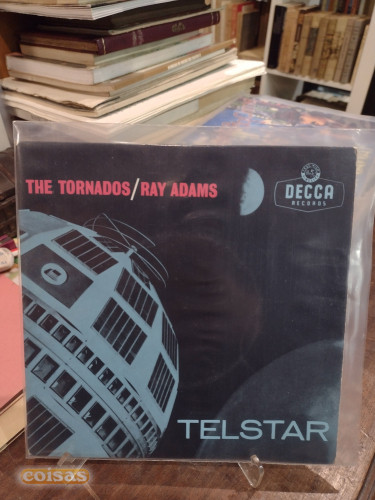 THE TORNADOS/RAY ADAMS
DECCA
RECORDS
TELSTAR
coisas